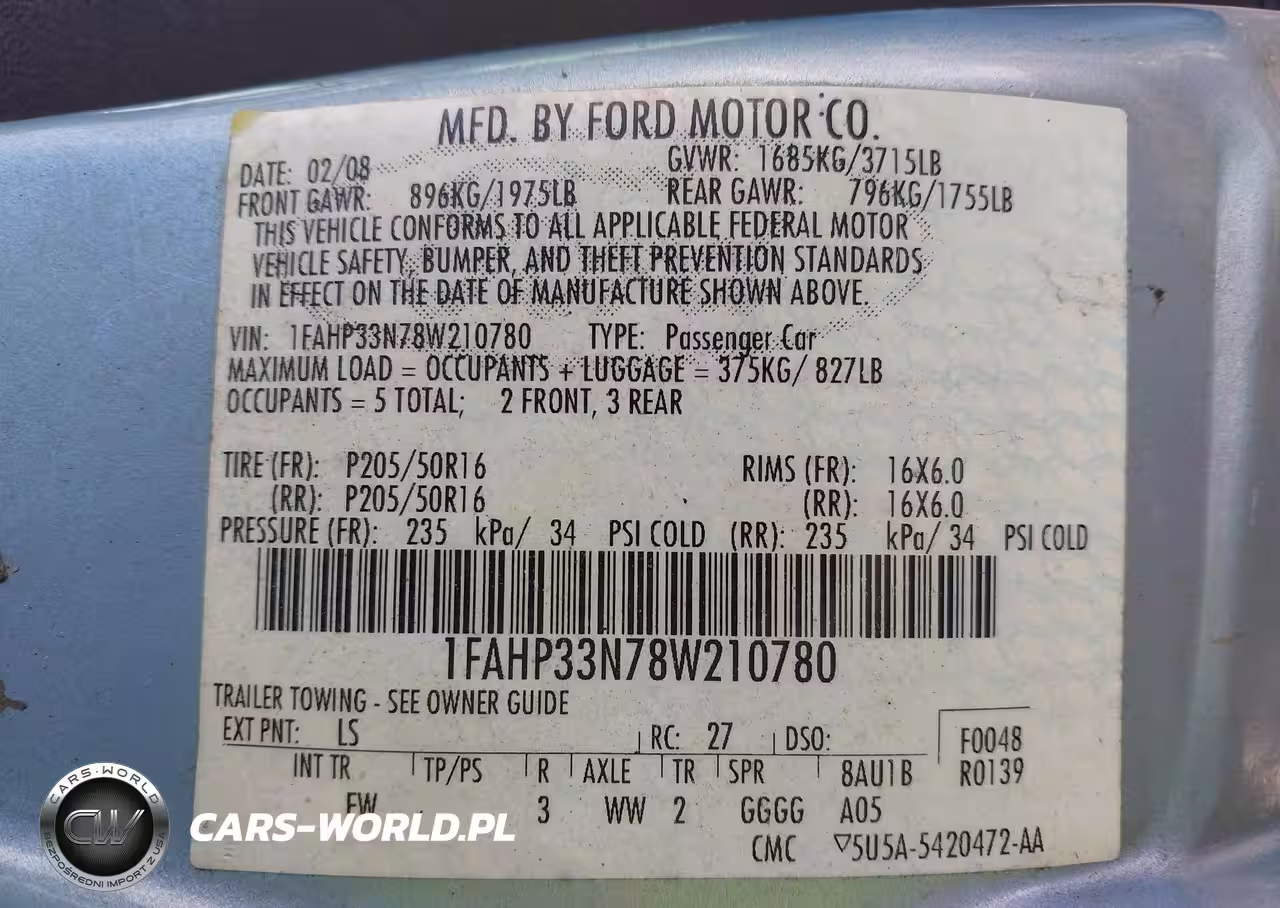 MFD. BY FORD MOTOR CO.
DATE: 02/08 GVWR: 1685KG/3715LB
FRONT GAWR: 896KG/1975LB REAR GAWR: 796KG/1755LB
THIS VEHICLE CONFORMS TO ALL APPLICABLE FEDERAL MOTOR
VEHICLE SAFETY, BUMPER, AND THEFT PREVENTION STANDARDS
IN EFFECT ON THE DATE OF MANUFACTURE SHOWN ABOVE.
VIN: 1FAHP33N78W210780 TYPE: Passenger Car
MAXIMUM LOAD = OCCUPANTS + LUGGAGE = 375KG/ 827LB
OCCUPANTS = 5 TOTAL; 2 FRONT, 3 REAR
TIRE (FR): P205/50R16 RIMS (FR): 16X6.0
(RR): P205/50R16 (RR): 16X6.0
PRESSURE (FR): 235 kPa/ 34 PSI COLD (RR): 235 kPa/ 34 PSI COLD
1FAHP33N78W210780
TRAILER TOWING - SEE OWNER GUIDE
EXT PNT: LS RC: 27 DSO: F0048
INT TR TP/PS R AXLE TR SPR 8AU1B R0139
FW 3 WW 2 GGGG A05
CMC ▽5U5A-5420472-AA
CARS-WORLD
CW
BEZPOŚREDNI IMPORT Z USA
CARS-WORLD.PL